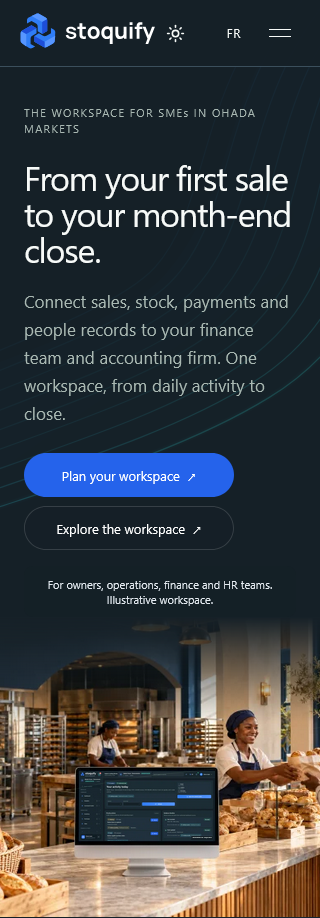 stoquify
FR
THE WORKSPACE FOR SMEs IN OHADA
MARKETS
From your first sale
to your month-end
close.
Connect sales, stock, payments and
people records to your finance
team and accounting firm. One
workspace, from daily activity to
close.
Plan your workspace ↗
Explore the workspace ↗
For owners, operations, finance and HR teams.
Illustrative workspace.
stoquify